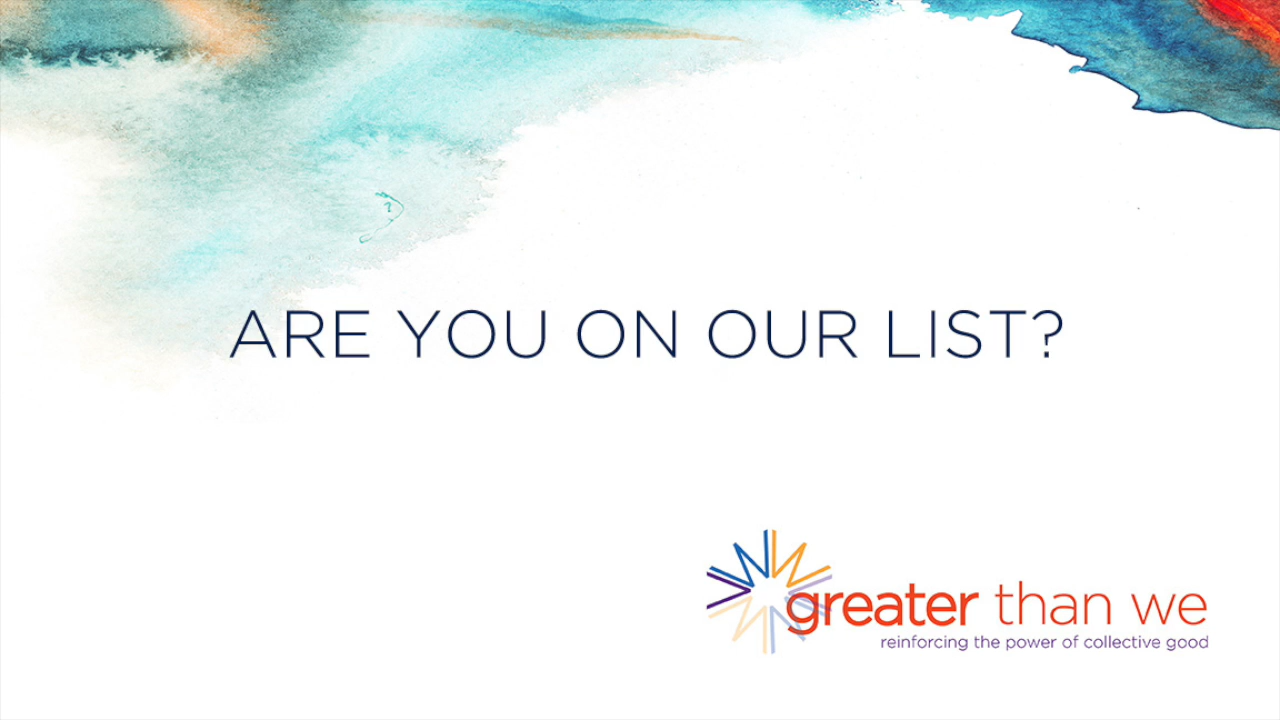 ARE YOU ON OUR LIST?
greater than we
reinforcing the power of collective good